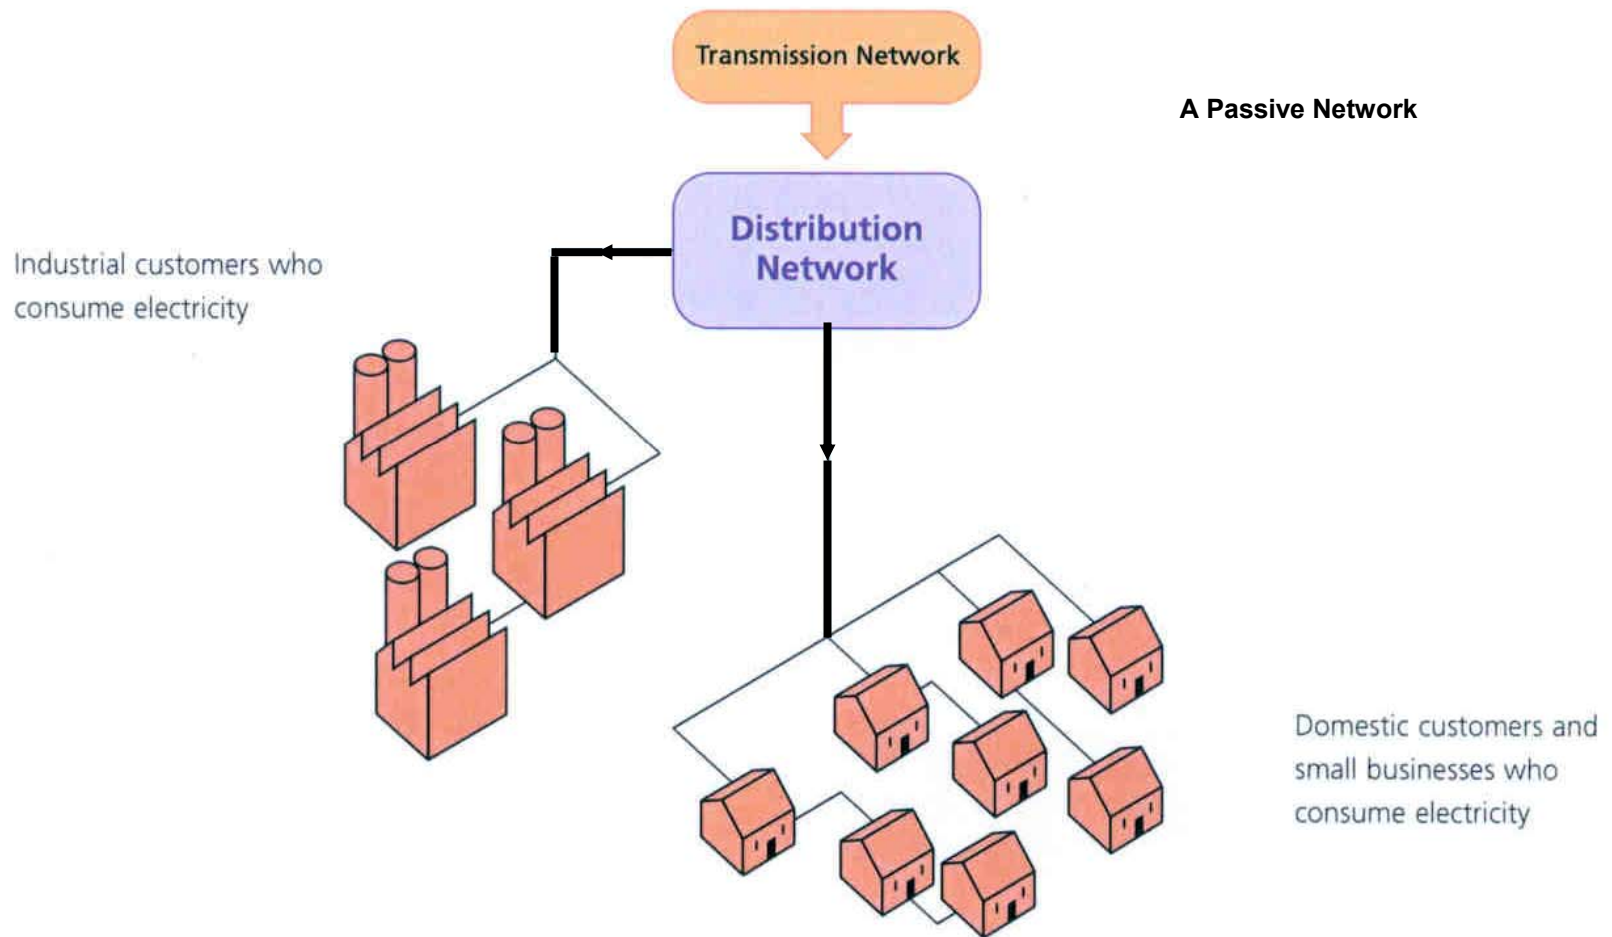 Transmission Network
A Passive Network
Distribution
Network
Industrial customers who
consume electricity
Domestic customers and
small businesses who
consume electricity